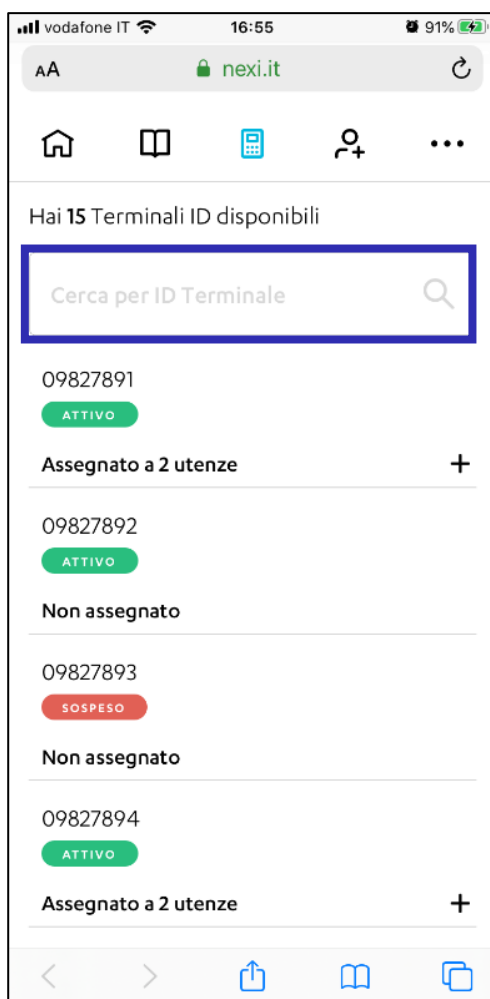 vodafone IT 16:55 91%
AA nexi.it
Hai 15 Terminali ID disponibili
Cerca per ID Terminale
09827891
ATTIVO
Assegnato a 2 utenze +
09827892
ATTIVO
Non assegnato
09827893
SOSPESO
Non assegnato
09827894
ATTIVO
Assegnato a 2 utenze +